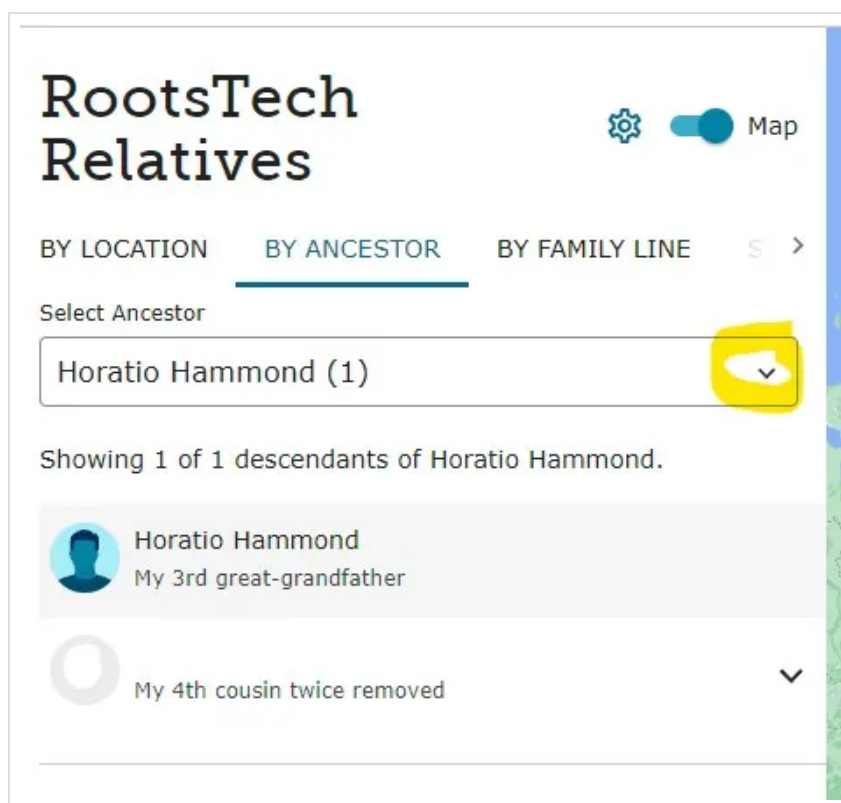 RootsTech
Relatives
Map
BY LOCATION BY ANCESTOR BY FAMILY LINE
Select Ancestor
Horatio Hammond (1)
Showing 1 of 1 descendants of Horatio Hammond.
Horatio Hammond
My 3rd great-grandfather
My 4th cousin twice removed